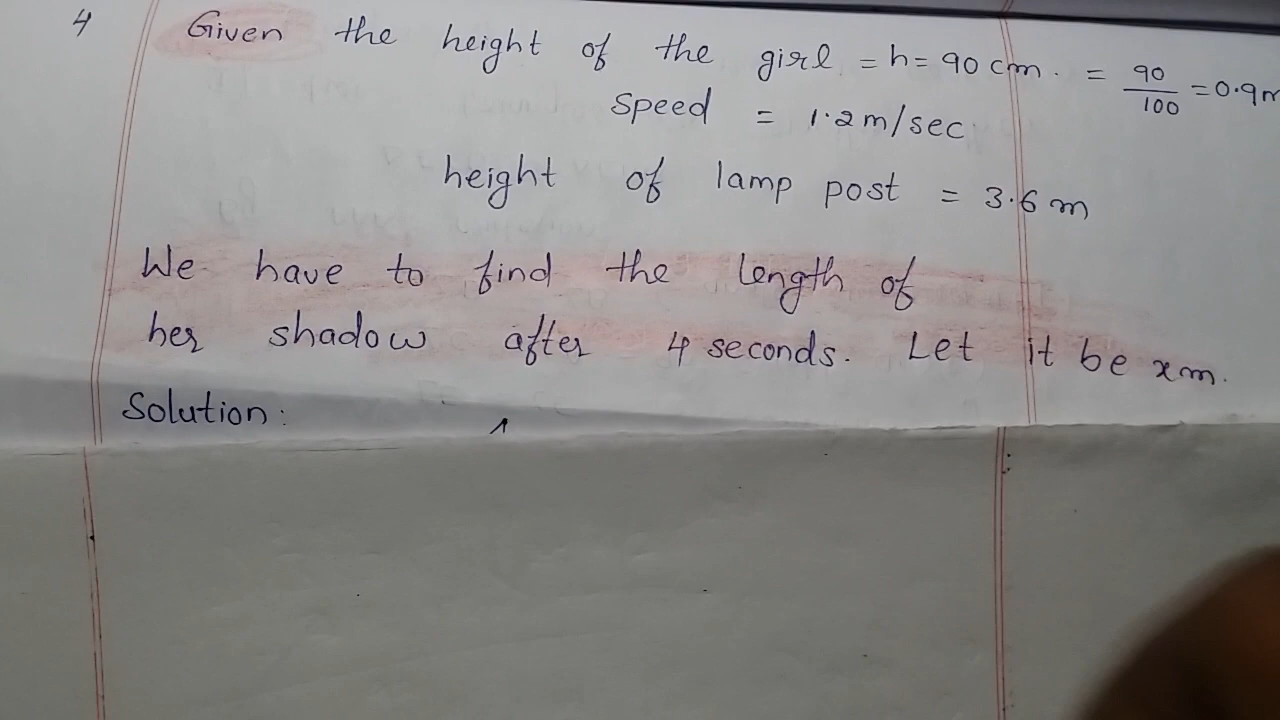 4 Given the height of the girl = h = 90 cm. = 90/100 = 0.9m
Speed = 1.2 m/sec
height of lamp post = 3.6 m
We have to find the length of
her shadow after 4 seconds. Let it be xm.
Solution: